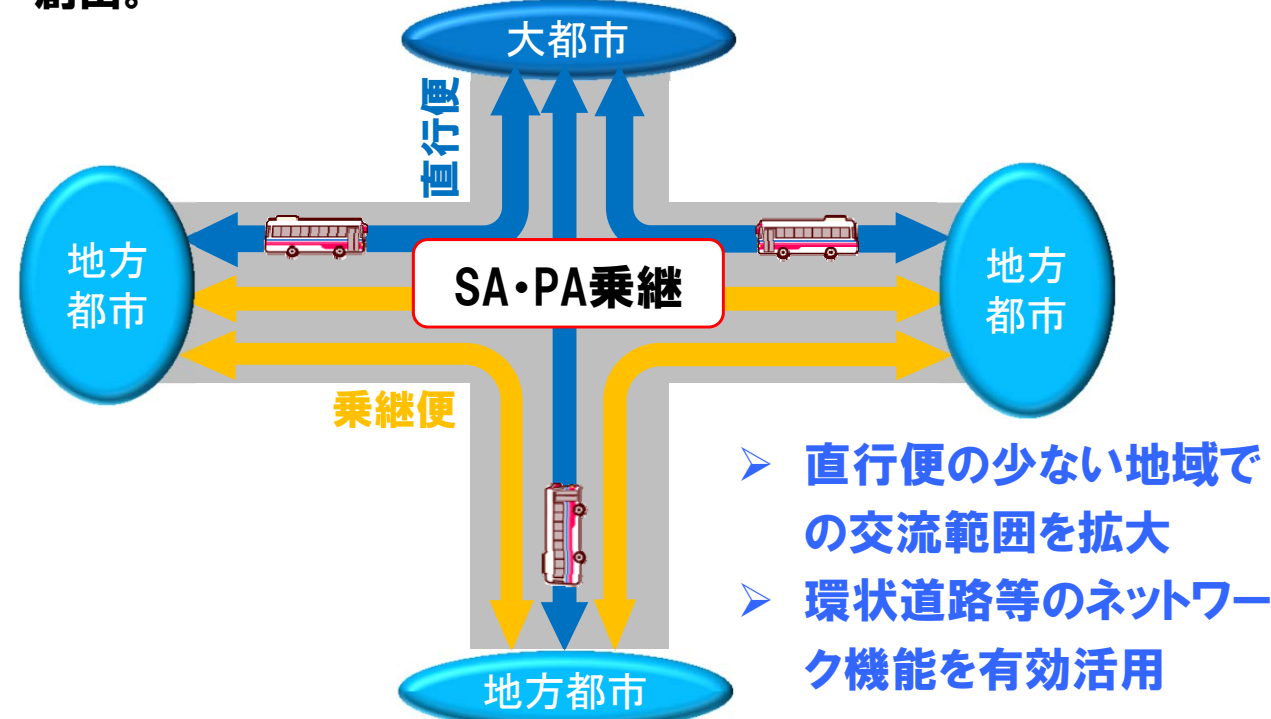 創出。
大都市
直行便
地方
都市
SA・PA乗継
地方
都市
乗継便
➢ 直行便の少ない地域で
の交流範囲を拡大
➢ 環状道路等のネットワー
ク機能を有効活用
地方都市